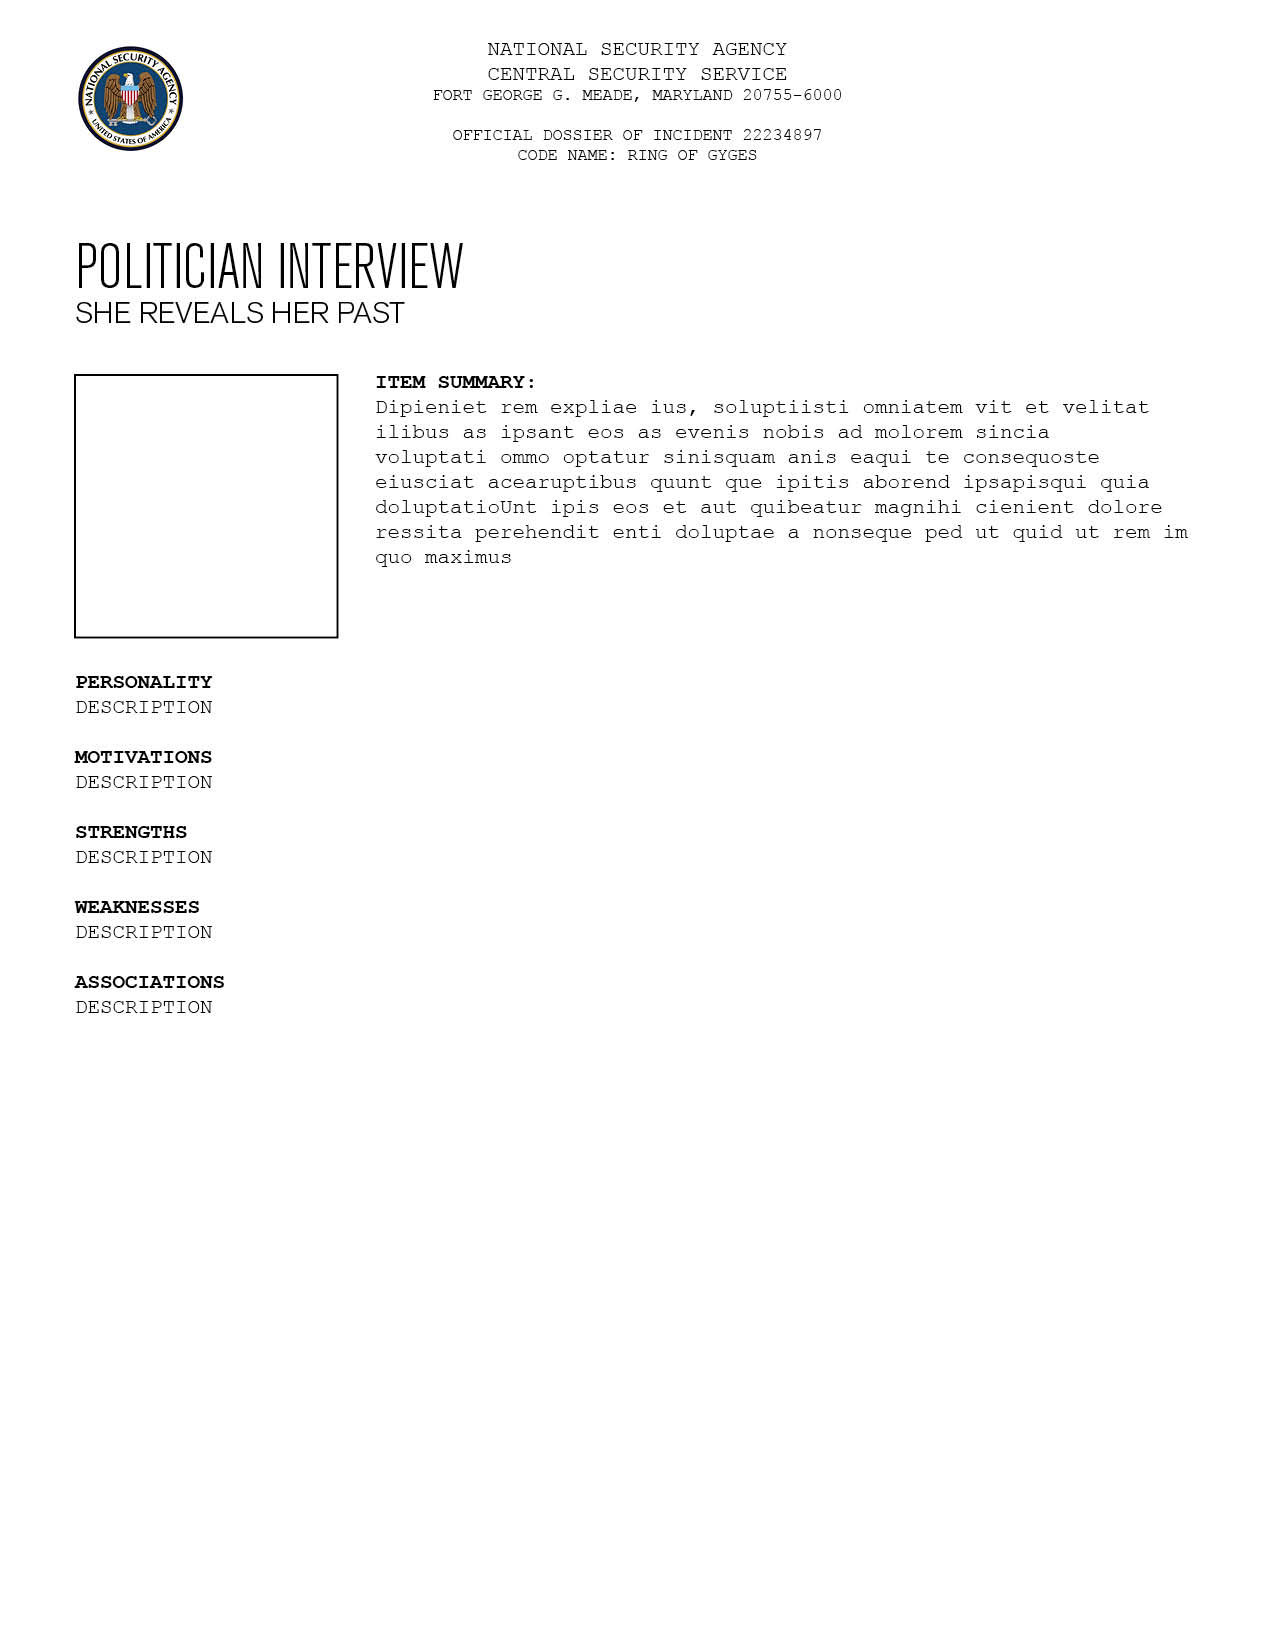 NATIONAL SECURITY AGENCY
CENTRAL SECURITY SERVICE
FORT GEORGE G. MEADE, MARYLAND 20755-6000
OFFICIAL DOSSIER OF INCIDENT 22234897
CODE NAME: RING OF GYGES
NATIONAL SECURITY AGENCY
UNITED STATES OF AMERICA
POLITICIAN INTERVIEW
SHE REVEALS HER PAST
ITEM SUMMARY:
Dipieniet rem expliae ius, soluptiisti omniatem vit et velitat
ilibus as ipsant eos as evenis nobis ad molorem sincia
voluptati ommo optatur sinisquam anis eaqui te consequoste
eiusciat acearuptibus quunt que ipitis aborend ipsapisqui quia
doluptatioUnt ipis eos et aut quibeatur magnihi cienient dolore
ressita perehendit enti doluptae a nonseque ped ut quid ut rem im
quo maximus
PERSONALITY
DESCRIPTION
MOTIVATIONS
DESCRIPTION
STRENGTHS
DESCRIPTION
WEAKNESSES
DESCRIPTION
ASSOCIATIONS
DESCRIPTION